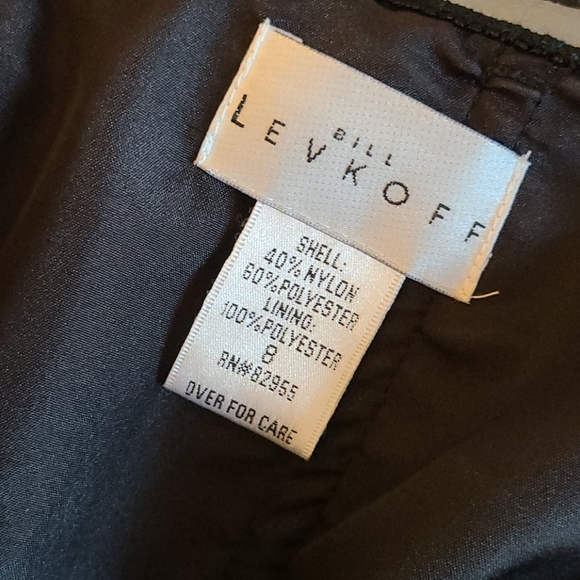 BILL
LEVKOFF
SHELL:
40% NYLON
60%POLYESTER
LINING:
100%POLYESTER
8
RN#82955
OVER FOR CARE